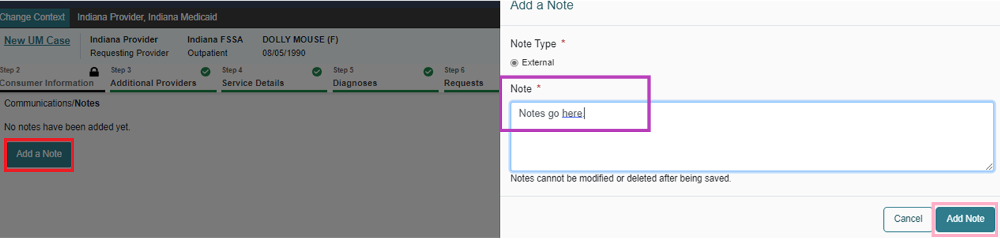 Change Context Indiana Provider, Indiana Medicaid
New UM Case
Indiana Provider Indiana FSSA DOLLY MOUSE (F)
Requesting Provider Outpatient 08/05/1990
Step 2 Step 3 Step 4 Step 5 Step 6
Consumer Information Additional Providers Service Details Diagnoses Requests
Communications/Notes
No notes have been added yet.
Add a Note
Add a Note
Note Type *
External
Note *
Notes go here.
Notes cannot be modified or deleted after being saved.
Cancel Add Note